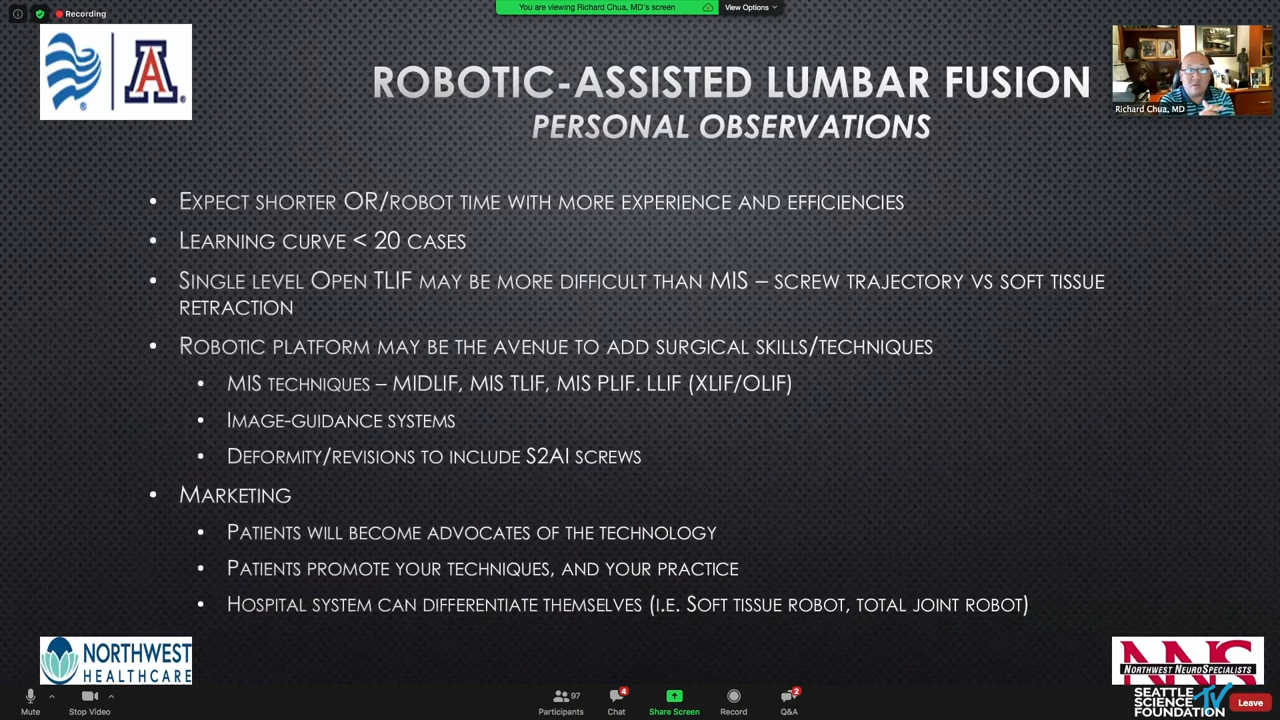 Recording
You are viewing Richard Chua, MD's screen
View Options
A
ROBOTIC-ASSISTED LUMBAR FUSION
PERSONAL OBSERVATIONS
Richard Chua, MD
• EXPECT SHORTER OR/ROBOT TIME WITH MORE EXPERIENCE AND EFFICIENCIES
• LEARNING CURVE < 20 CASES
• SINGLE LEVEL OPEN TLIF MAY BE MORE DIFFICULT THAN MIS – SCREW TRAJECTORY VS SOFT TISSUE
RETRACTION
• ROBOTIC PLATFORM MAY BE THE AVENUE TO ADD SURGICAL SKILLS/TECHNIQUES
• MIS TECHNIQUES – MIDLIF, MIS TLIF, MIS PLIF. LLIF (XLIF/OLIF)
• IMAGE-GUIDANCE SYSTEMS
• DEFORMITY/REVISIONS TO INCLUDE S2AI SCREWS
• MARKETING
• PATIENTS WILL BECOME ADVOCATES OF THE TECHNOLOGY
• PATIENTS PROMOTE YOUR TECHNIQUES, AND YOUR PRACTICE
• HOSPITAL SYSTEM CAN DIFFERENTIATE THEMSELVES (I.E. SOFT TISSUE ROBOT, TOTAL JOINT ROBOT)
NORTHWEST
HEALTHCARE
NNS
NORTHWEST NEUROSPECIALISTS
SEATTLE
SCIENCE
FOUNDATION
TV
Mute
Stop Video
97
Participants
4
Chat
Share Screen
Record
2
Q&A
Leave